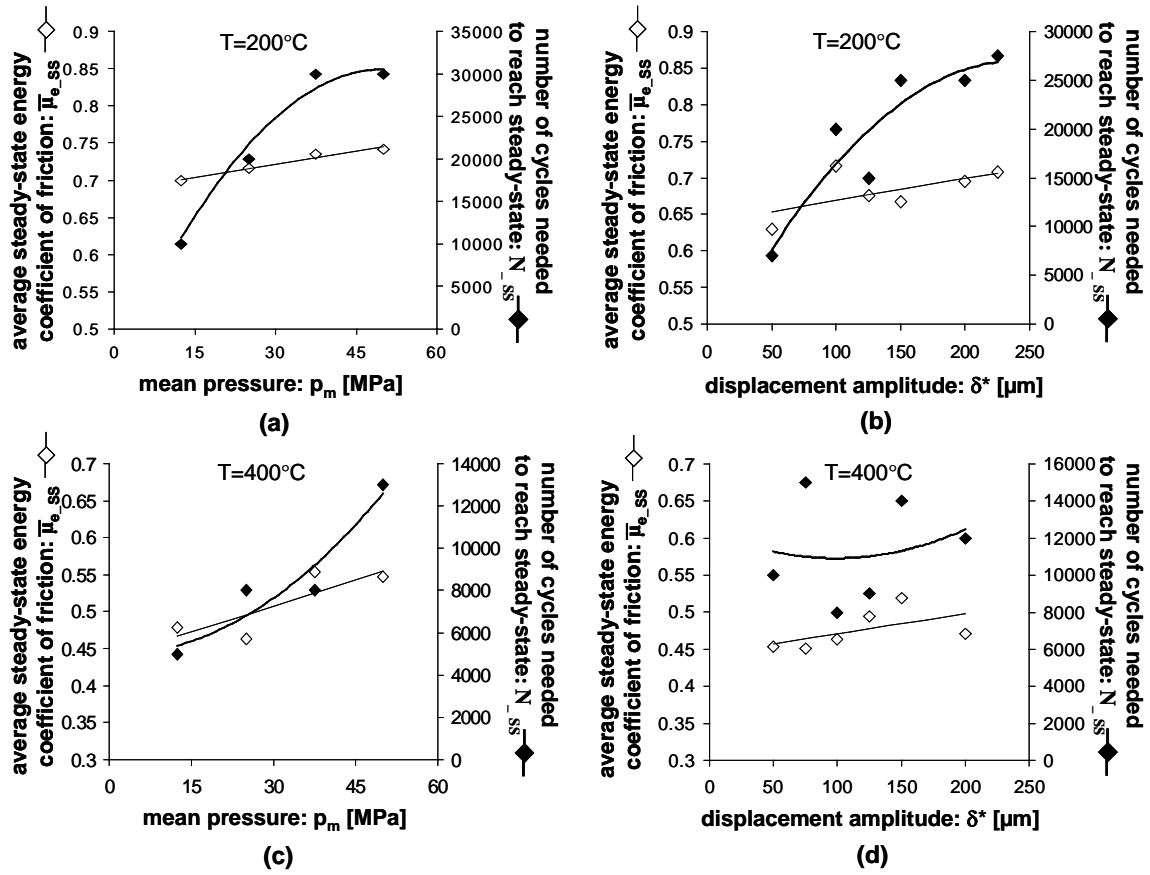 average steady-state energy
coefficient of friction: μ̅e_ss
0.9
0.85
0.8
0.75
0.7
0.65
0.6
0.55
0.5
T=200°C
35000
30000
25000
20000
15000
10000
5000
0
number of cycles needed
to reach steady-state: N_ss
0 15 30 45 60
mean pressure: pm [MPa]
(a)
average steady-state energy
coefficient of friction: μ̅e_ss
0.9
0.85
0.8
0.75
0.7
0.65
0.6
0.55
0.5
T=200°C
30000
25000
20000
15000
10000
5000
0
number of cycles needed
to reach steady-state: N_ss
0 50 100 150 200 250
displacement amplitude: δ* [µm]
(b)
average steady-state energy
coefficient of friction: μ̅e_ss
0.7
0.65
0.6
0.55
0.5
0.45
0.4
0.35
0.3
T=400°C
14000
12000
10000
8000
6000
4000
2000
0
number of cycles needed
to reach steady-state: N_ss
0 15 30 45 60
mean pressure: pm [MPa]
(c)
average steady-state energy
coefficient of friction: μ̅e_ss
0.7
0.65
0.6
0.55
0.5
0.45
0.4
0.35
0.3
T=400°C
16000
14000
12000
10000
8000
6000
4000
2000
0
number of cycles needed
to reach steady-state: N_ss
0 50 100 150 200 250
displacement amplitude: δ* [µm]
(d)